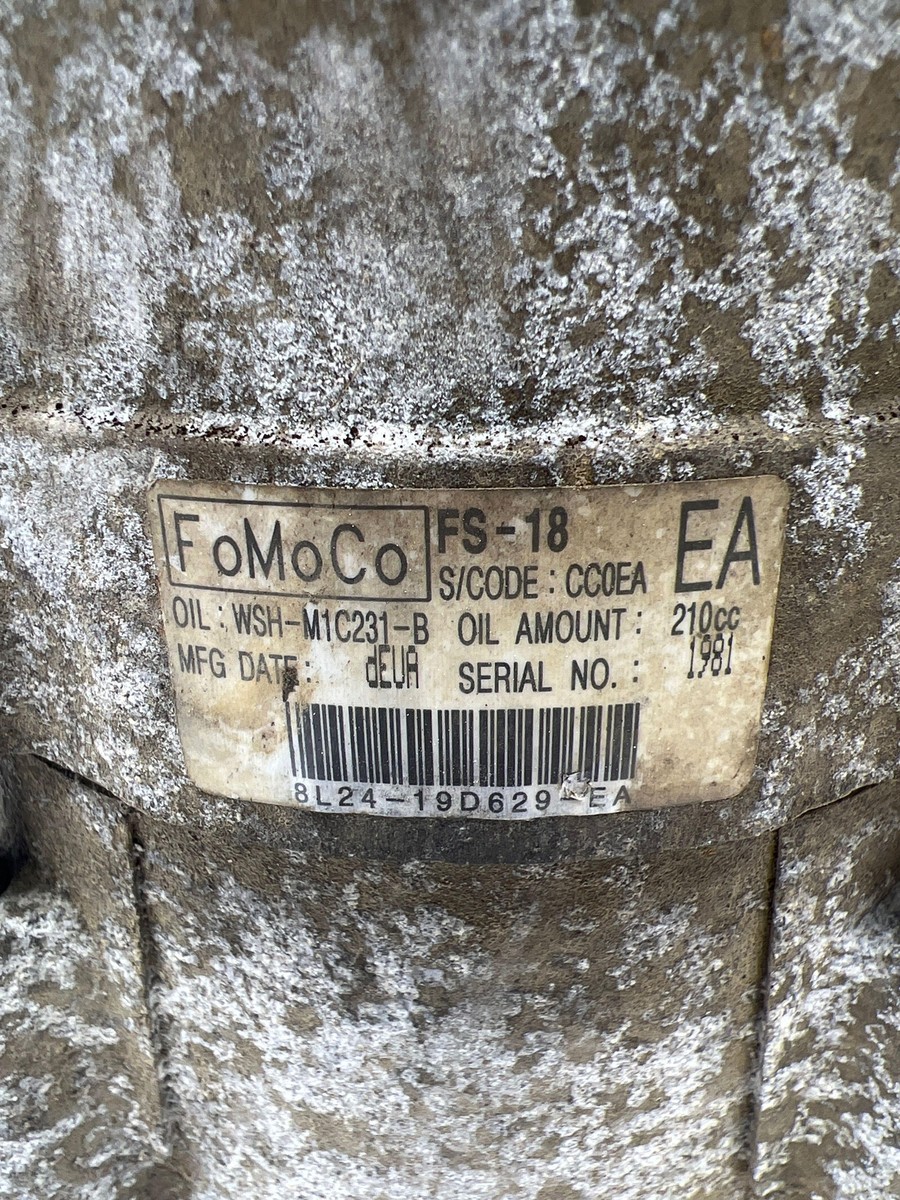 FoMoCo FS-18 EA
S/CODE : CC0EA
OIL : WSH-M1C231-B OIL AMOUNT : 210cc
MFG DATE : dEUA SERIAL NO. : 1981
8L24-19D629-EA